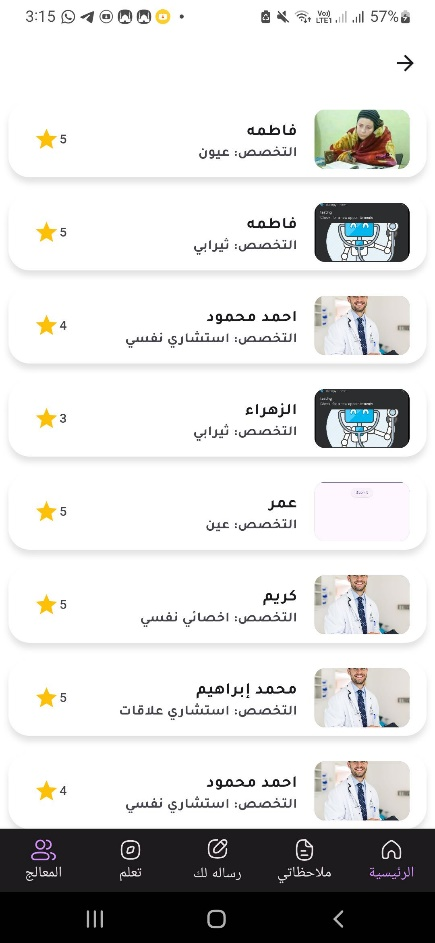 3:15
Vo)) LTE1 57%
فاطمه
التخصص: عيون
5
فاطمه
التخصص: ثيرابي
5
احمد محمود
التخصص: استشاري نفسي
4
الزهراء
التخصص: ثيرابي
3
عمر
التخصص: عين
5
كريم
التخصص: اخصائي نفسي
5
محمد إبراهيم
التخصص: استشاري علاقات
5
احمد محمود
التخصص: استشاري نفسي
4
الرئيسية
ملاحظاتي
رساله لك
تعلم
المعالج